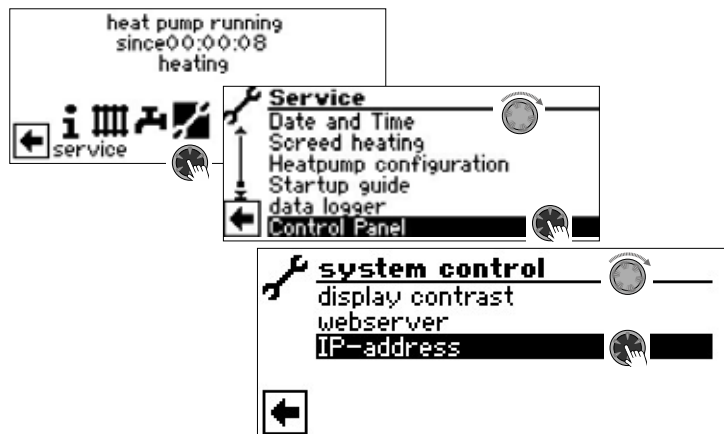 heat pump running
since00:00:08
heating
service
Service
Date and Time
Screed heating
Heatpump configuration
Startup guide
data logger
Control Panel
system control
display contrast
webserver
IP-address